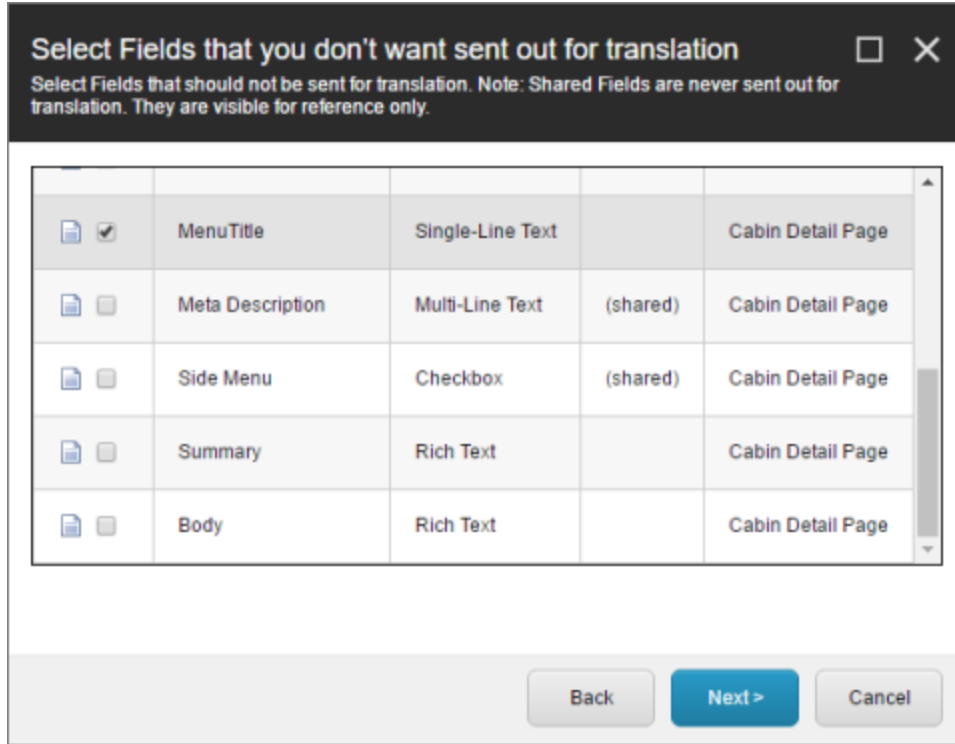 Select Fields that you don't want sent out for translation
Select Fields that should not be sent for translation. Note: Shared Fields are never sent out for
translation. They are visible for reference only.
MenuTitle Single-Line Text Cabin Detail Page
Meta Description Multi-Line Text (shared) Cabin Detail Page
Side Menu Checkbox (shared) Cabin Detail Page
Summary Rich Text Cabin Detail Page
Body Rich Text Cabin Detail Page
Back Next > Cancel